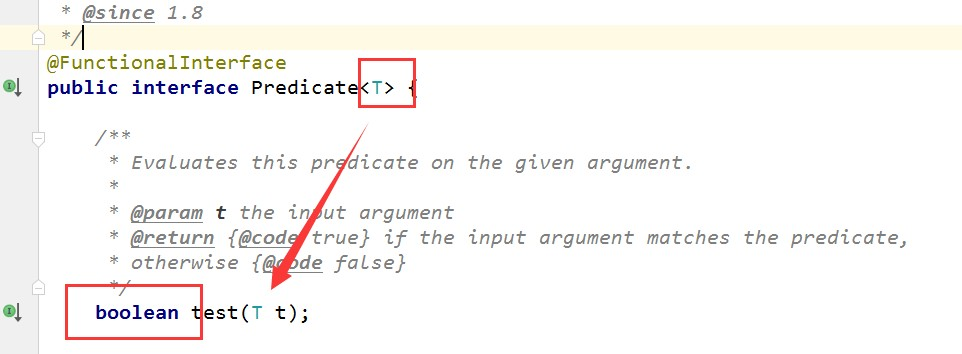 * @since 1.8
*/
@FunctionalInterface
public interface Predicate<T> {
/**
* Evaluates this predicate on the given argument.
*
* @param t the input argument
* @return {@code true} if the input argument matches the predicate,
* otherwise {@code false}
*/
boolean test(T t);